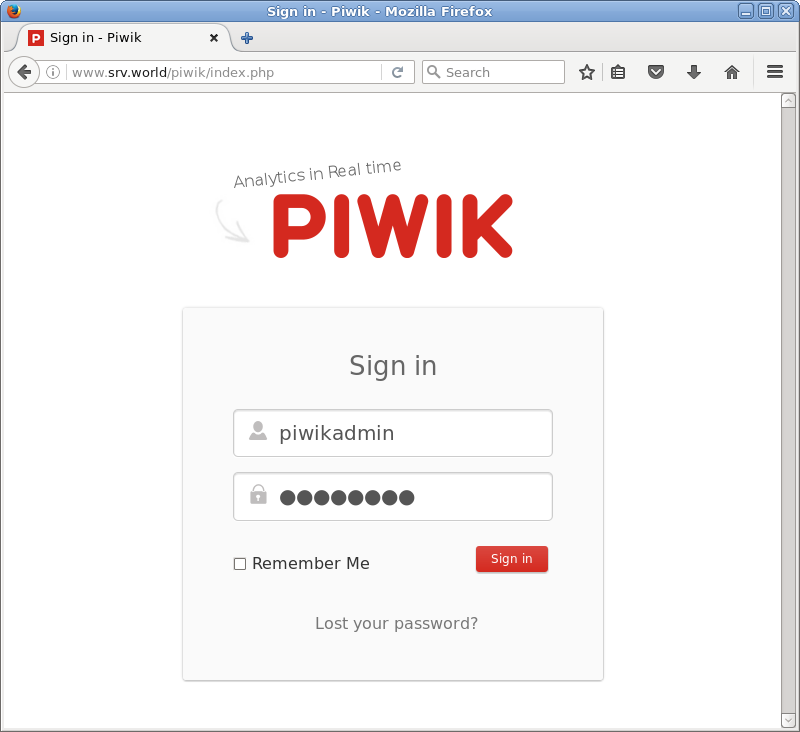 Sign in - Piwik - Mozilla Firefox
P Sign in - Piwik
www.srv.world/piwik/index.php
Search
Analytics in Real time
PIWIK
Sign in
piwikadmin
●●●●●●●●
Remember Me
Sign in
Lost your password?